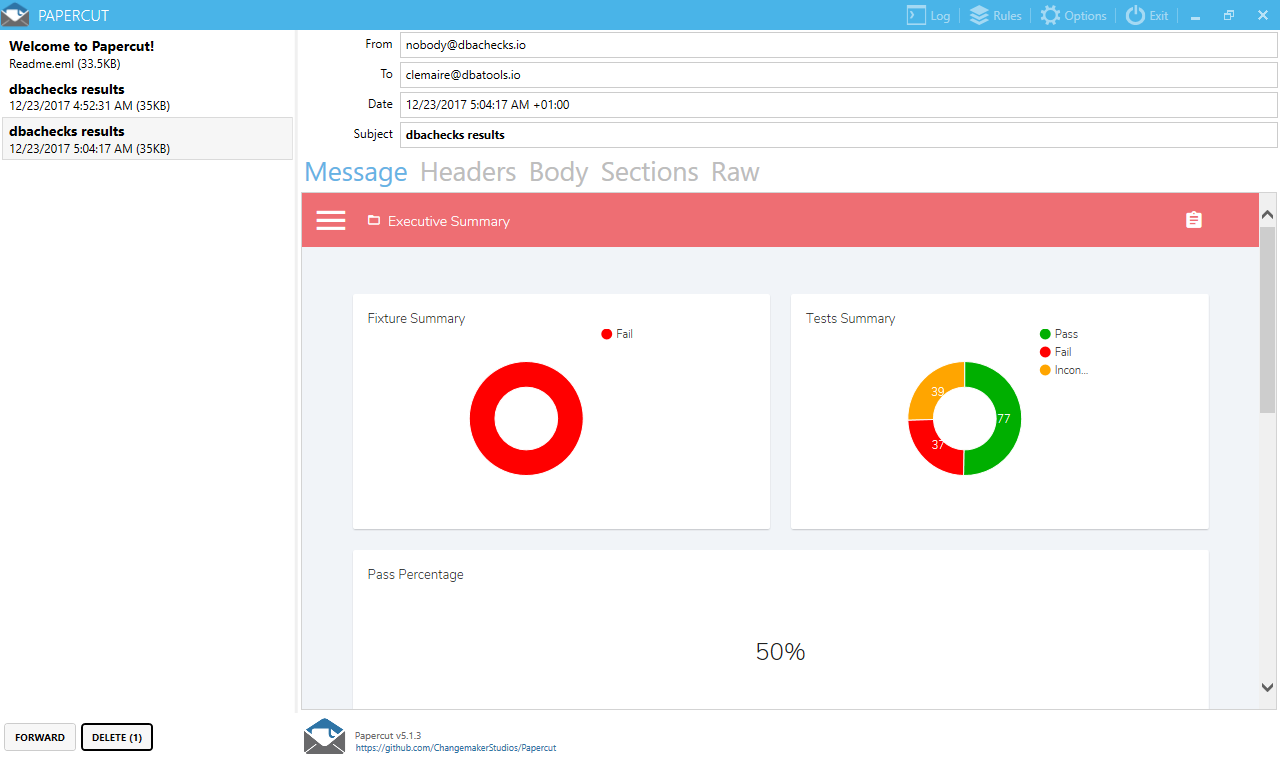 PAPERCUT
Log
Rules
Options
Exit
Welcome to Papercut!
Readme.eml (33.5KB)
dbachecks results
12/23/2017 4:52:31 AM (35KB)
dbachecks results
12/23/2017 5:04:17 AM (35KB)
From nobody@dbachecks.io
To clemaire@dbatools.io
Date 12/23/2017 5:04:17 AM +01:00
Subject dbachecks results
Message Headers Body Sections Raw
Executive Summary
Fixture Summary
Fail
Tests Summary
Pass
Fail
Incon...
39
77
37
Pass Percentage
50%
FORWARD
DELETE (1)
Papercut v5.1.3
https://github.com/ChangemakerStudios/Papercut